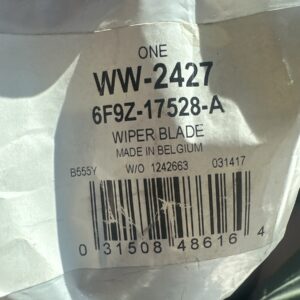 ONE
WW-2427
6F9Z-17528-A
WIPER BLADE
MADE IN BELGIUM
B555Y W/O 1242663 031417
0 31508 48616 4